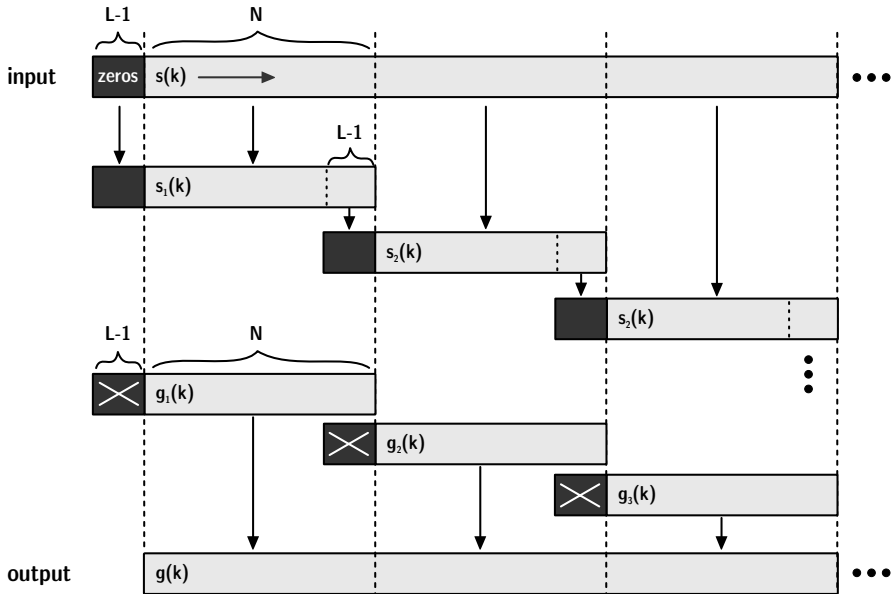 L-1 N
input zeros s(k)
L-1
s₁(k)
s₂(k)
s₂(k)
L-1 N
g₁(k)
g₂(k)
g₃(k)
output g(k)